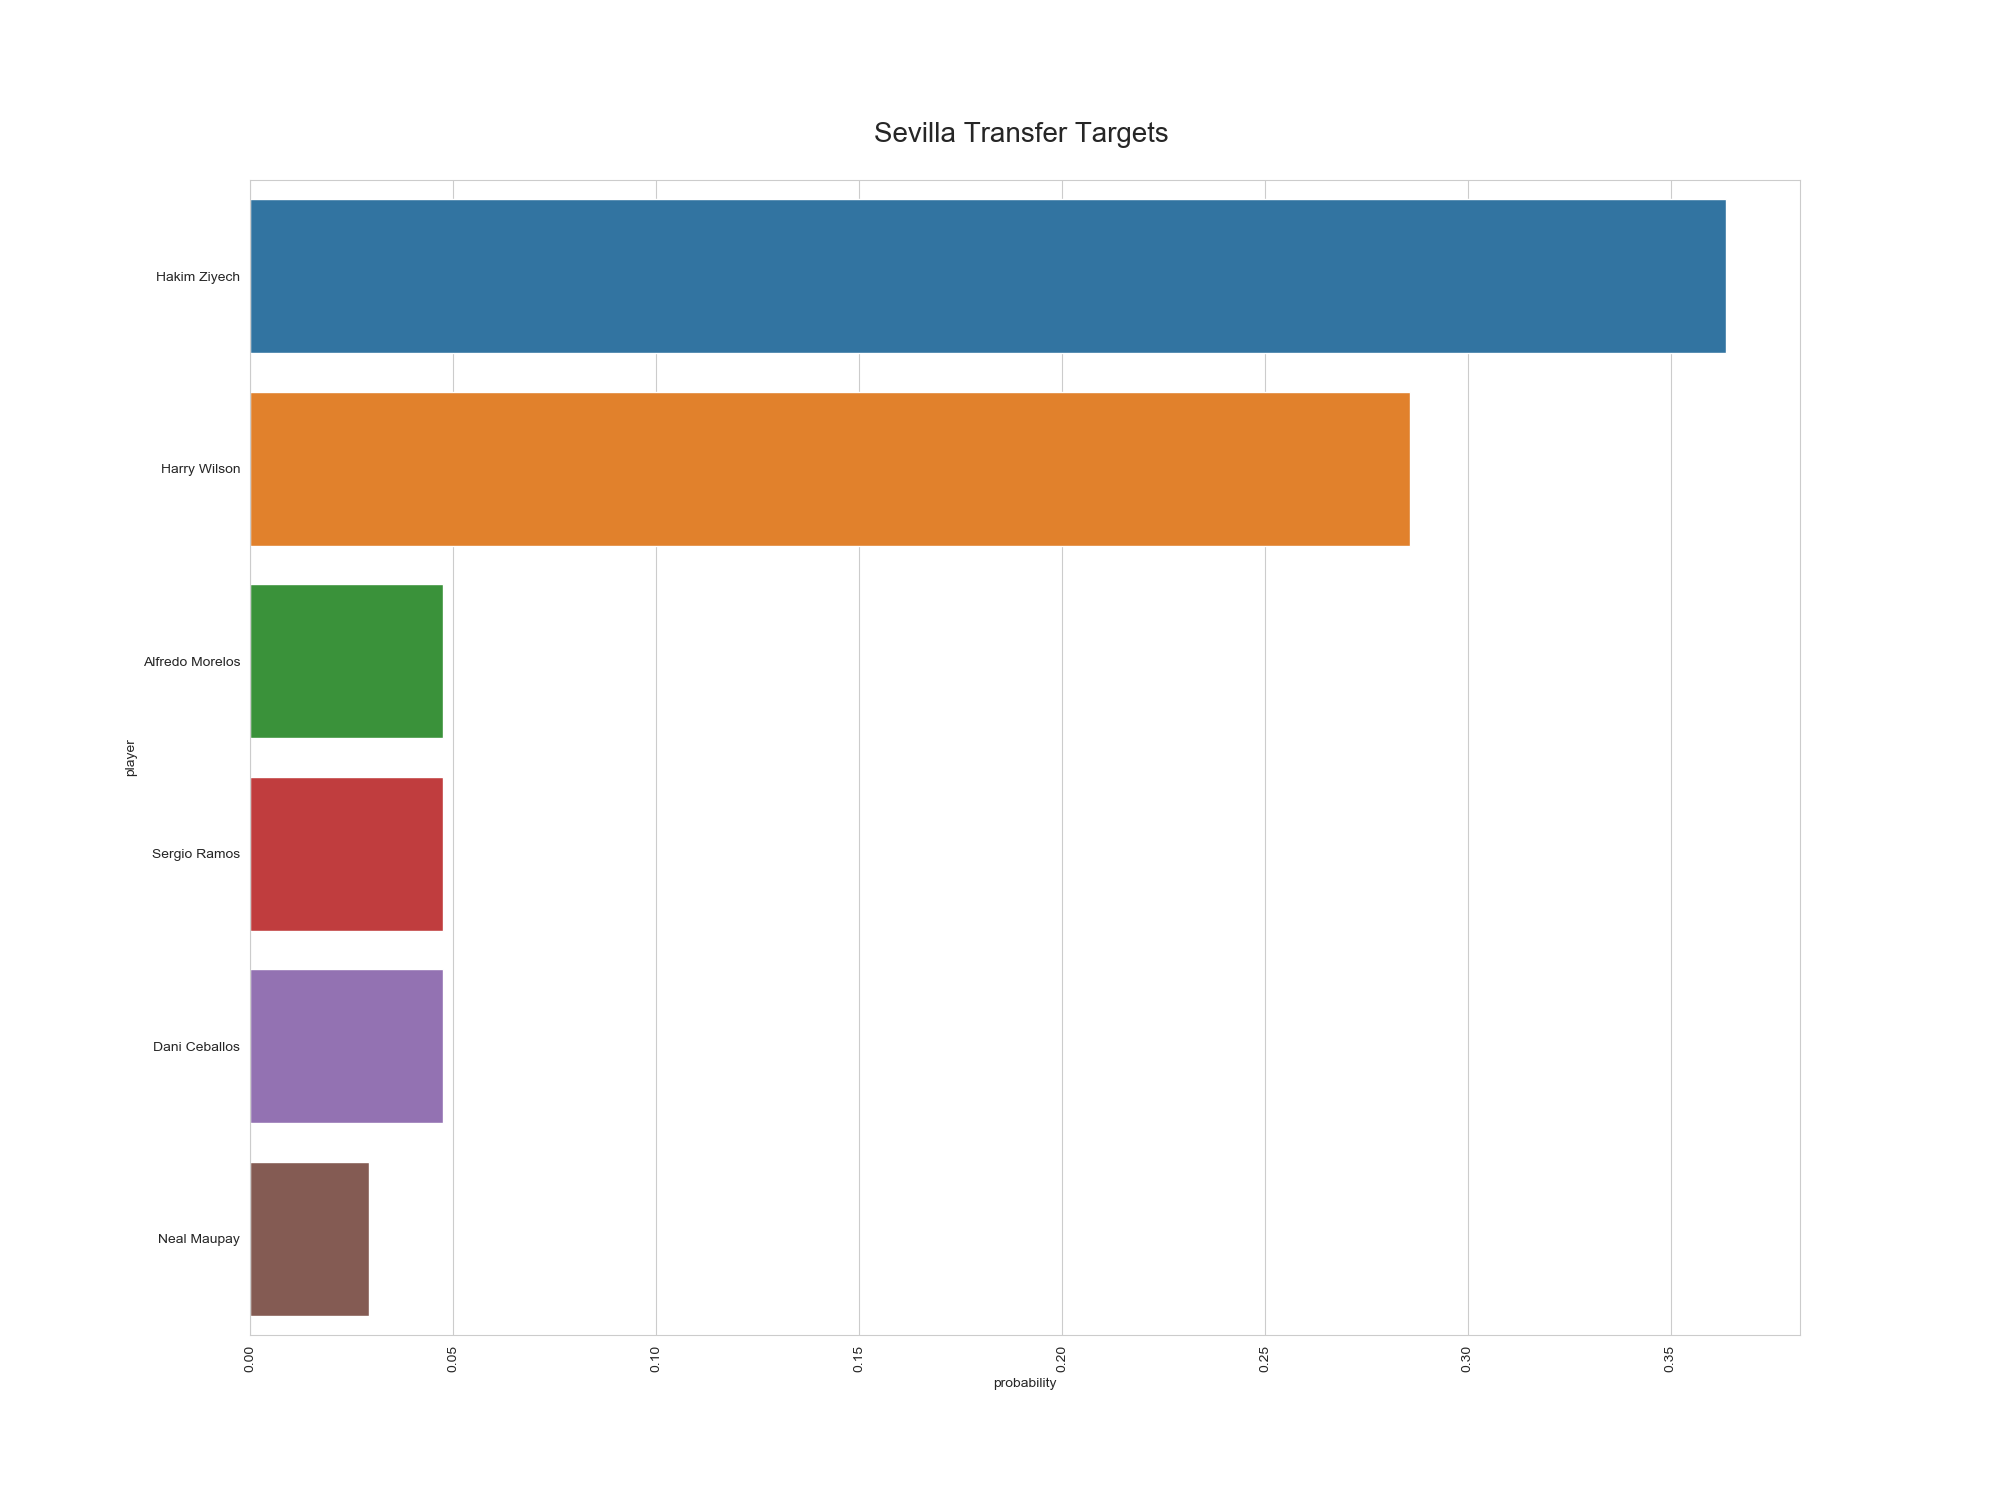 Sevilla Transfer Targets
Hakim Ziyech
Harry Wilson
Alfredo Morelos
Sergio Ramos
Dani Ceballos
Neal Maupay
player
0.00 0.05 0.10 0.15 0.20 0.25 0.30 0.35
probability